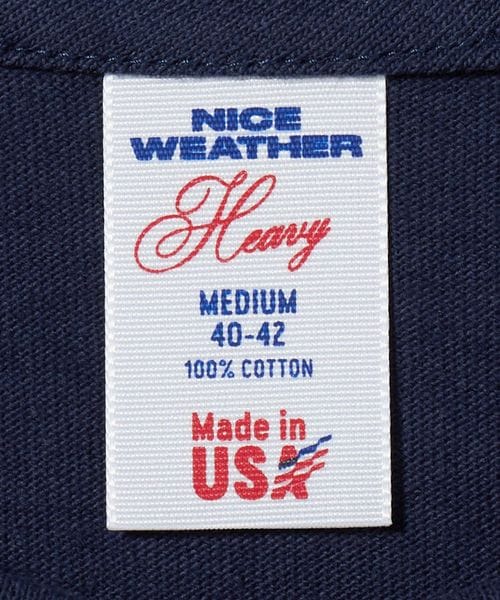 NICE
WEATHER
Heavy
MEDIUM
40-42
100% COTTON
Made in
USA